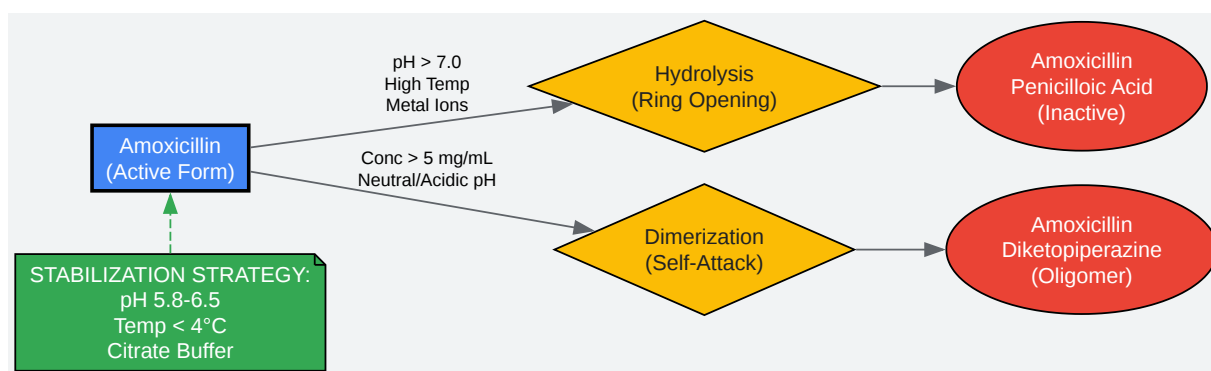 pH > 7.0
High Temp
Metal Ions
Hydrolysis
(Ring Opening)
Amoxicillin
Penicilloic Acid
(Inactive)
Amoxicillin
(Active Form)
Conc > 5 mg/mL
Neutral/Acidic pH
Dimerization
(Self-Attack)
Amoxicillin
Diketopiperazine
(Oligomer)
STABILIZATION STRATEGY:
pH 5.8-6.5
Temp < 4°C
Citrate Buffer